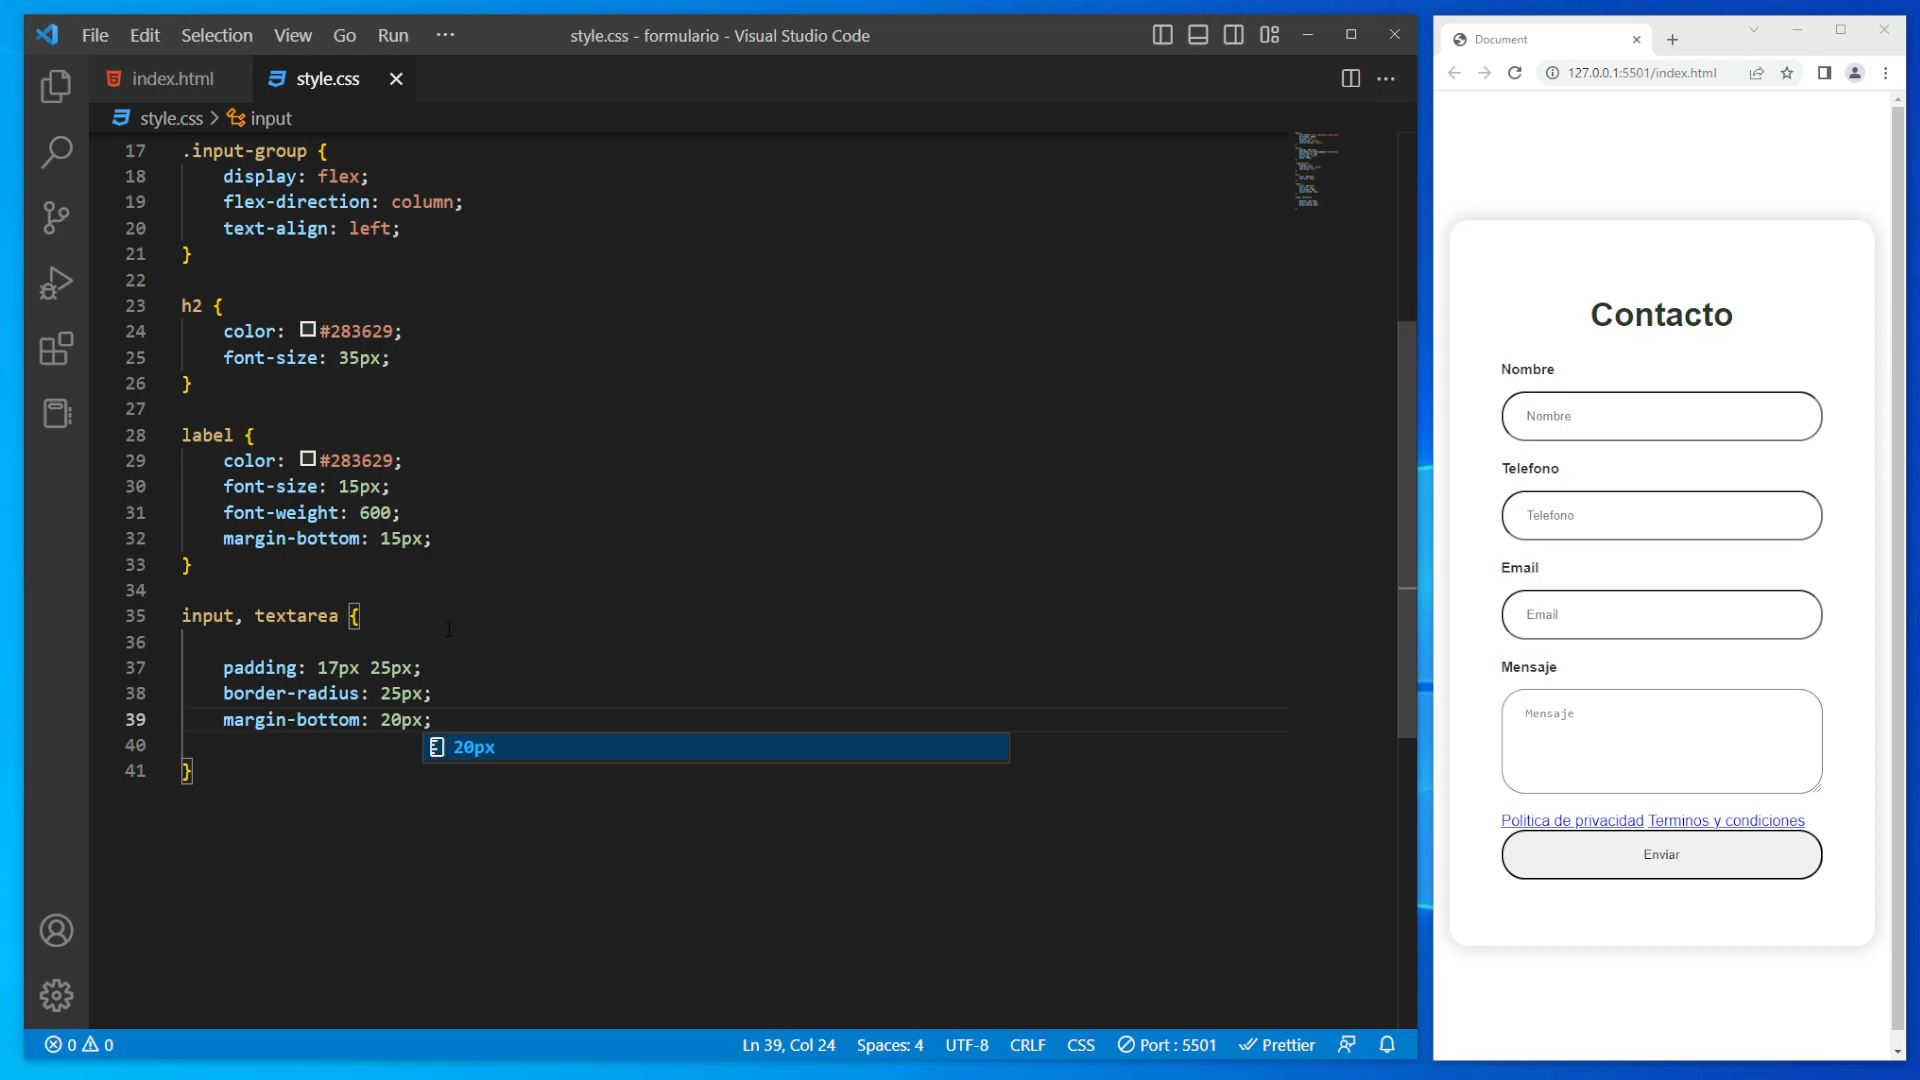 File Edit Selection View Go Run ··· style.css - formulario - Visual Studio Code
index.html style.css
style.css > input
17 .input-group {
18 display: flex;
19 flex-direction: column;
20 text-align: left;
21 }
22
23 h2 {
24 color: #283629;
25 font-size: 35px;
26 }
27
28 label {
29 color: #283629;
30 font-size: 15px;
31 font-weight: 600;
32 margin-bottom: 15px;
33 }
34
35 input, textarea {
36
37 padding: 17px 25px;
38 border-radius: 25px;
39 margin-bottom: 20px;
40
20px
41 }
0 0 Ln 39, Col 24 Spaces: 4 UTF-8 CRLF CSS Port : 5501 Prettier
Document
127.0.0.1:5501/index.html
Contacto
Nombre
Nombre
Telefono
Telefono
Email
Email
Mensaje
Mensaje
Politica de privacidad Terminos y condiciones
Enviar